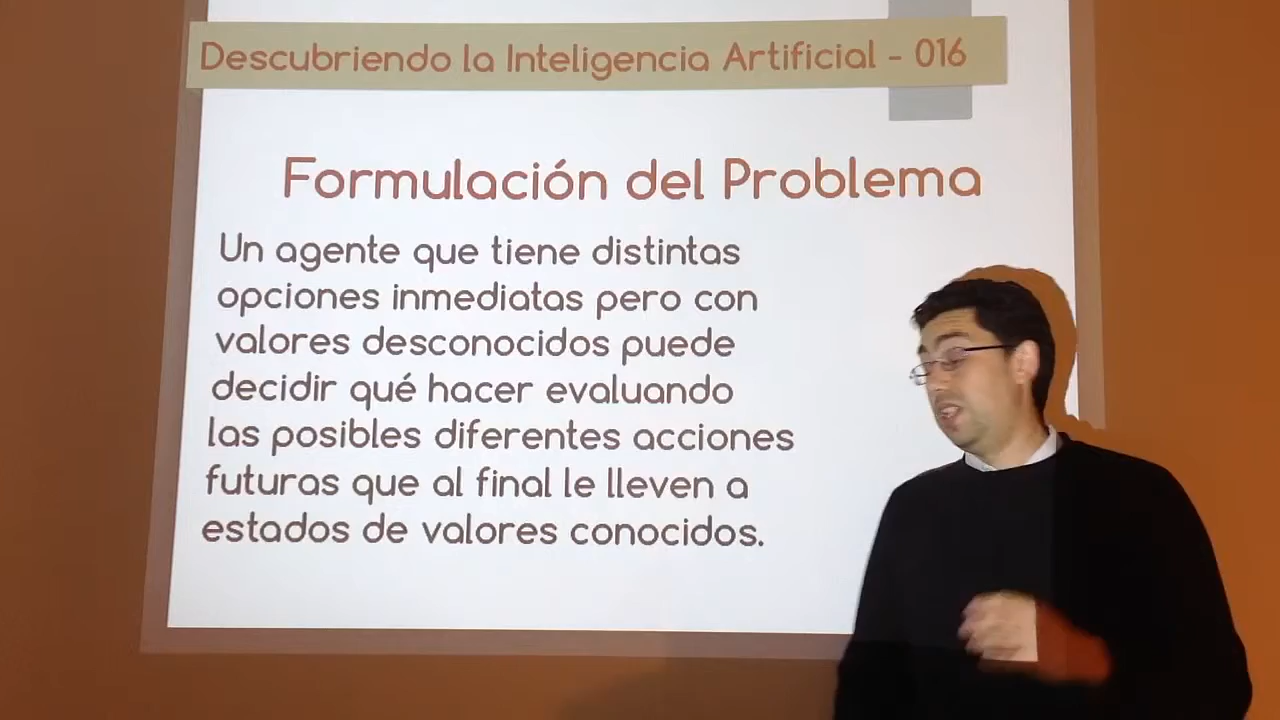 Descubriendo la Inteligencia Artificial - 016
Formulación del Problema
Un agente que tiene distintas
opciones inmediatas pero con
valores desconocidos puede
decidir qué hacer evaluando
las posibles diferentes acciones
futuras que al final le lleven a
estados de valores conocidos.